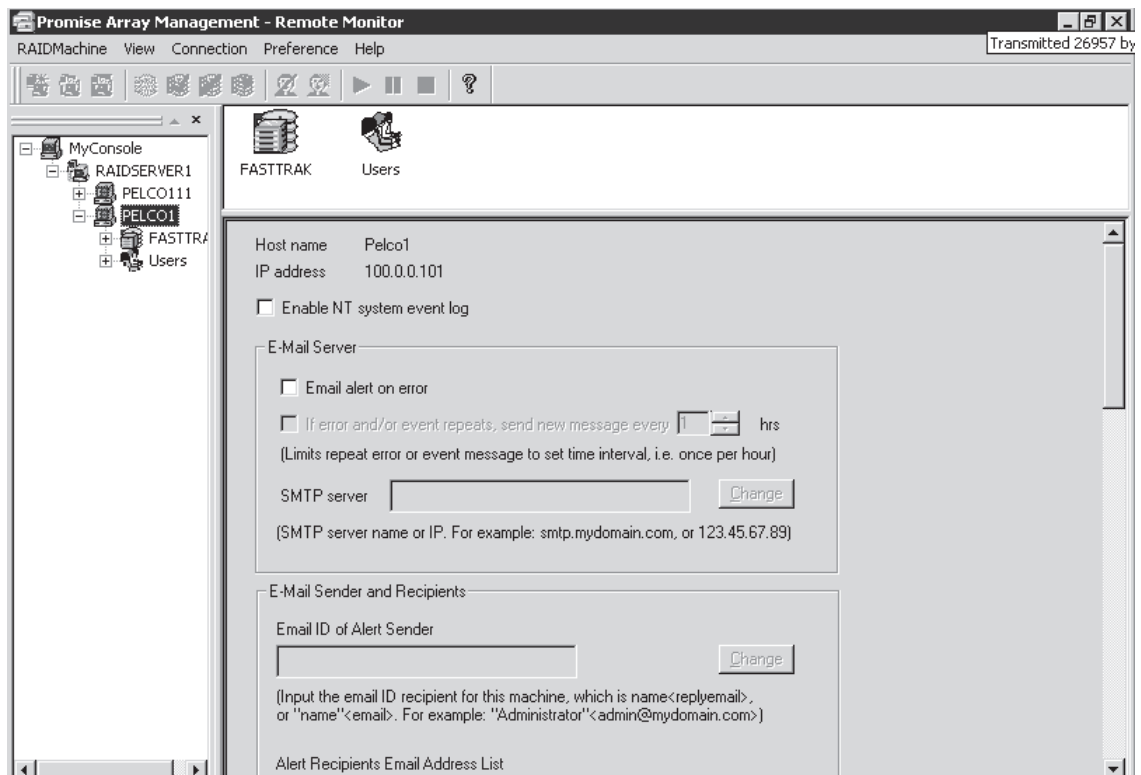 Promise Array Management - Remote Monitor
RAIDMachine View Connection Preference Help
Transmitted 26957 by
MyConsole
RAIDSERVER1
PELCO111
PELCO1
FASTTRA
Users
FASTTRAK
Users
Host name Pelco1
IP address 100.0.0.101
Enable NT system event log
E-Mail Server
Email alert on error
If error and/or event repeats, send new message every 1 hrs
(Limits repeat error or event message to set time interval, i.e. once per hour)
SMTP server
Change
(SMTP server name or IP. For example: smtp.mydomain.com, or 123.45.67.89)
E-Mail Sender and Recipients
Email ID of Alert Sender
Change
(Input the email ID recipient for this machine, which is name<replyemail>,
or "name"<email>. For example: "Administrator"<admin@mydomain.com>)
Alert Recipients Email Address List